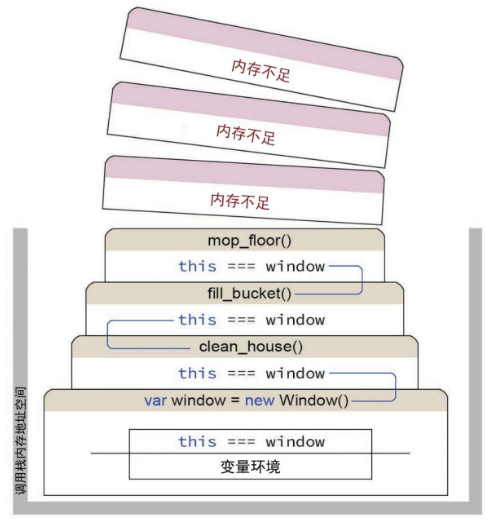 内存不足
内存不足
内存不足
mop_floor()
this === window
fill_bucket()
this === window
clean_house()
this === window
var window = new Window()
this === window
变量环境
调用栈内存地址空间